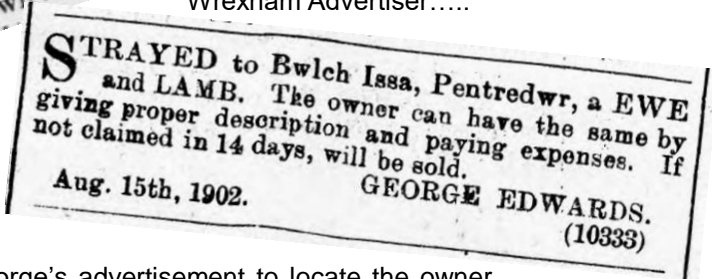 Wrexham Advertiser…..
STRAYED to Bwlch Issa, Pentredwr, a EWE
and LAMB. The owner can have the same by
giving proper description and paying expenses. If
not claimed in 14 days, will be sold.
Aug. 15th, 1902. GEORGE EDWARDS.
(10333)
orge's advertisement to locate the owner